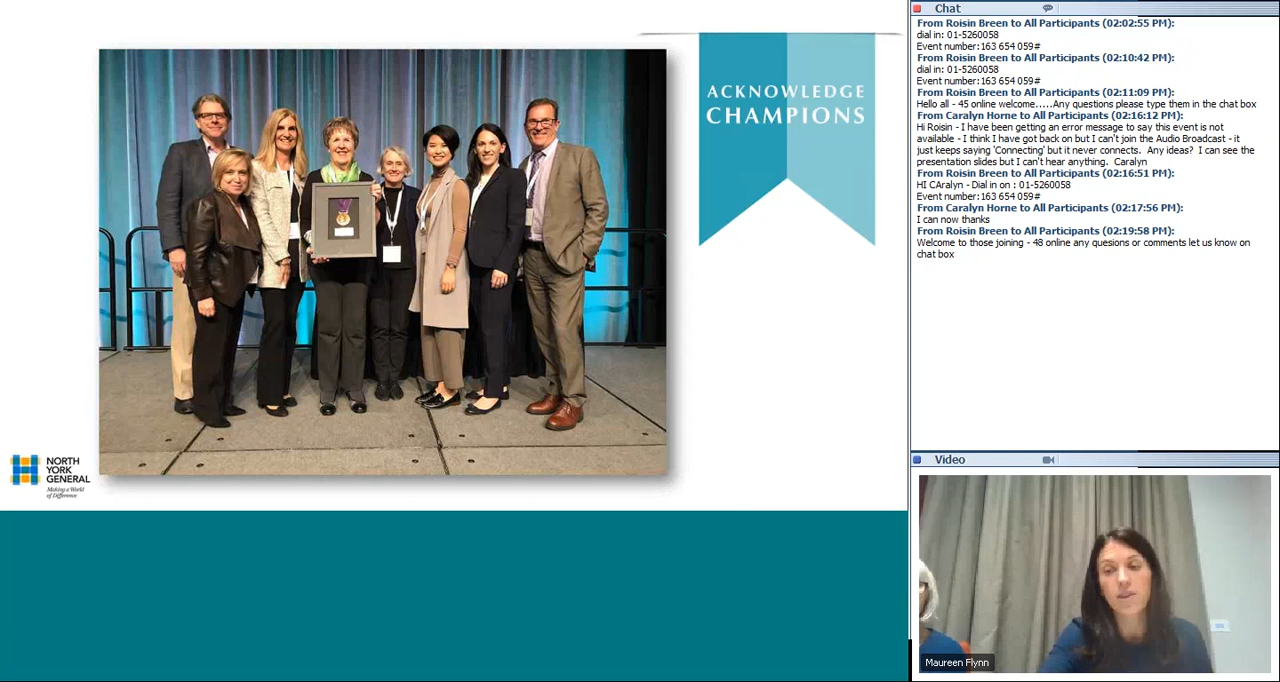 ACKNOWLEDGE
CHAMPIONS
NORTH
YORK
GENERAL
Making a World
of Difference
Chat
From Roisin Breen to All Participants (02:02:55 PM):
dial in: 01-5260058
Event number:163 654 059#
From Roisin Breen to All Participants (02:10:42 PM):
dial in: 01-5260058
Event number:163 654 059#
From Roisin Breen to All Participants (02:11:09 PM):
Hello all - 45 online welcome.....Any questions please type them in the chat box
From Caralyn Horne to All Participants (02:16:12 PM):
Hi Roisin - I have been getting an error message to say this event is not
available - I think I have got back on but I can't join the Audio Broadcast - it
just keeps saying 'Connecting' but it never connects.  Any ideas?  I can see the
presentation slides but I can't hear anything.  Caralyn
From Roisin Breen to All Participants (02:16:51 PM):
HI CAralyn - Dial in on : 01-5260058
Event number: 163 654 059#
From Caralyn Horne to All Participants (02:17:56 PM):
I can now thanks
From Roisin Breen to All Participants (02:19:58 PM):
Welcome to those joining - 48 online any quesions or comments let us know on
chat box
Video
Maureen Flynn